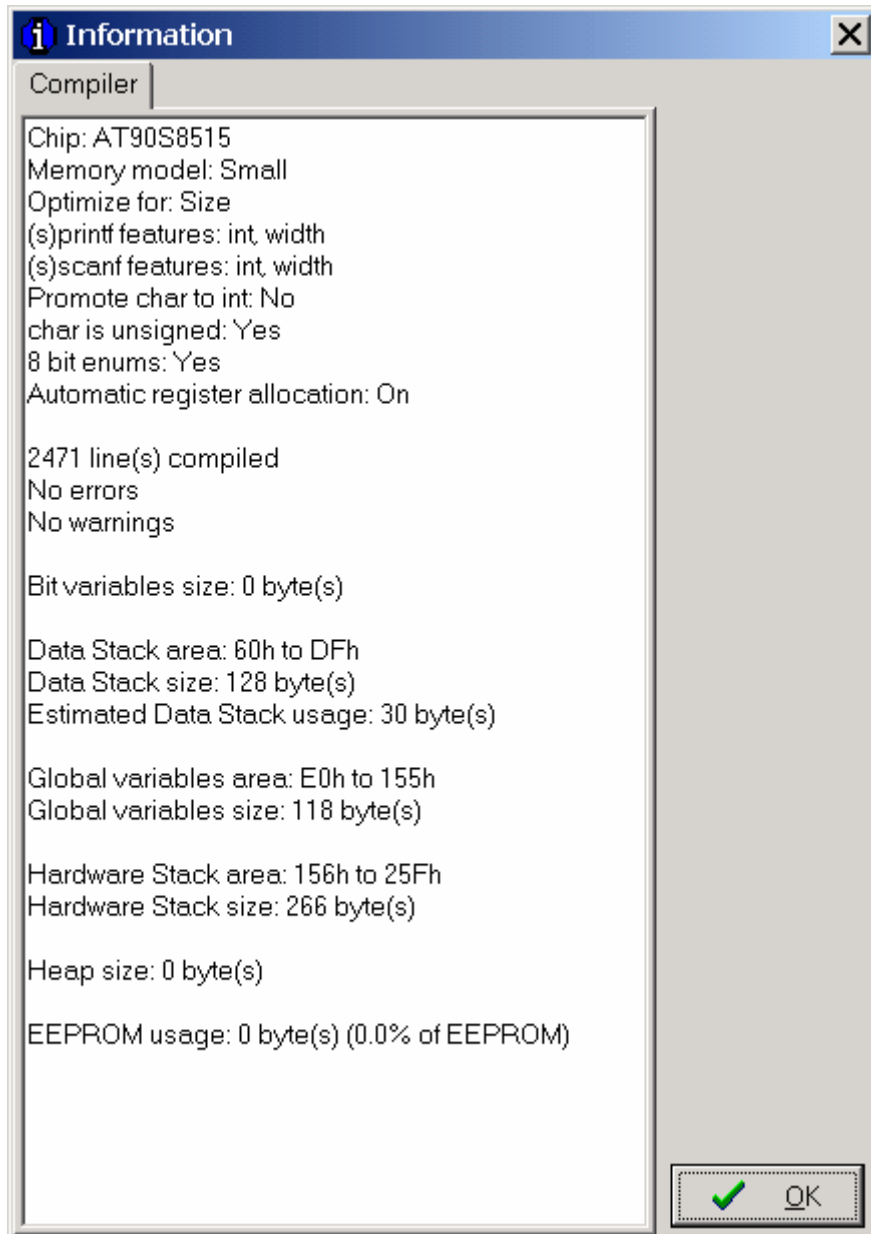 Information
Compiler
Chip: AT90S8515
Memory model: Small
Optimize for: Size
(s)printf features: int, width
(s)scanf features: int, width
Promote char to int: No
char is unsigned: Yes
8 bit enums: Yes
Automatic register allocation: On
2471 line(s) compiled
No errors
No warnings
Bit variables size: 0 byte(s)
Data Stack area: 60h to DFh
Data Stack size: 128 byte(s)
Estimated Data Stack usage: 30 byte(s)
Global variables area: E0h to 155h
Global variables size: 118 byte(s)
Hardware Stack area: 156h to 25Fh
Hardware Stack size: 266 byte(s)
Heap size: 0 byte(s)
EEPROM usage: 0 byte(s) (0.0% of EEPROM)
OK